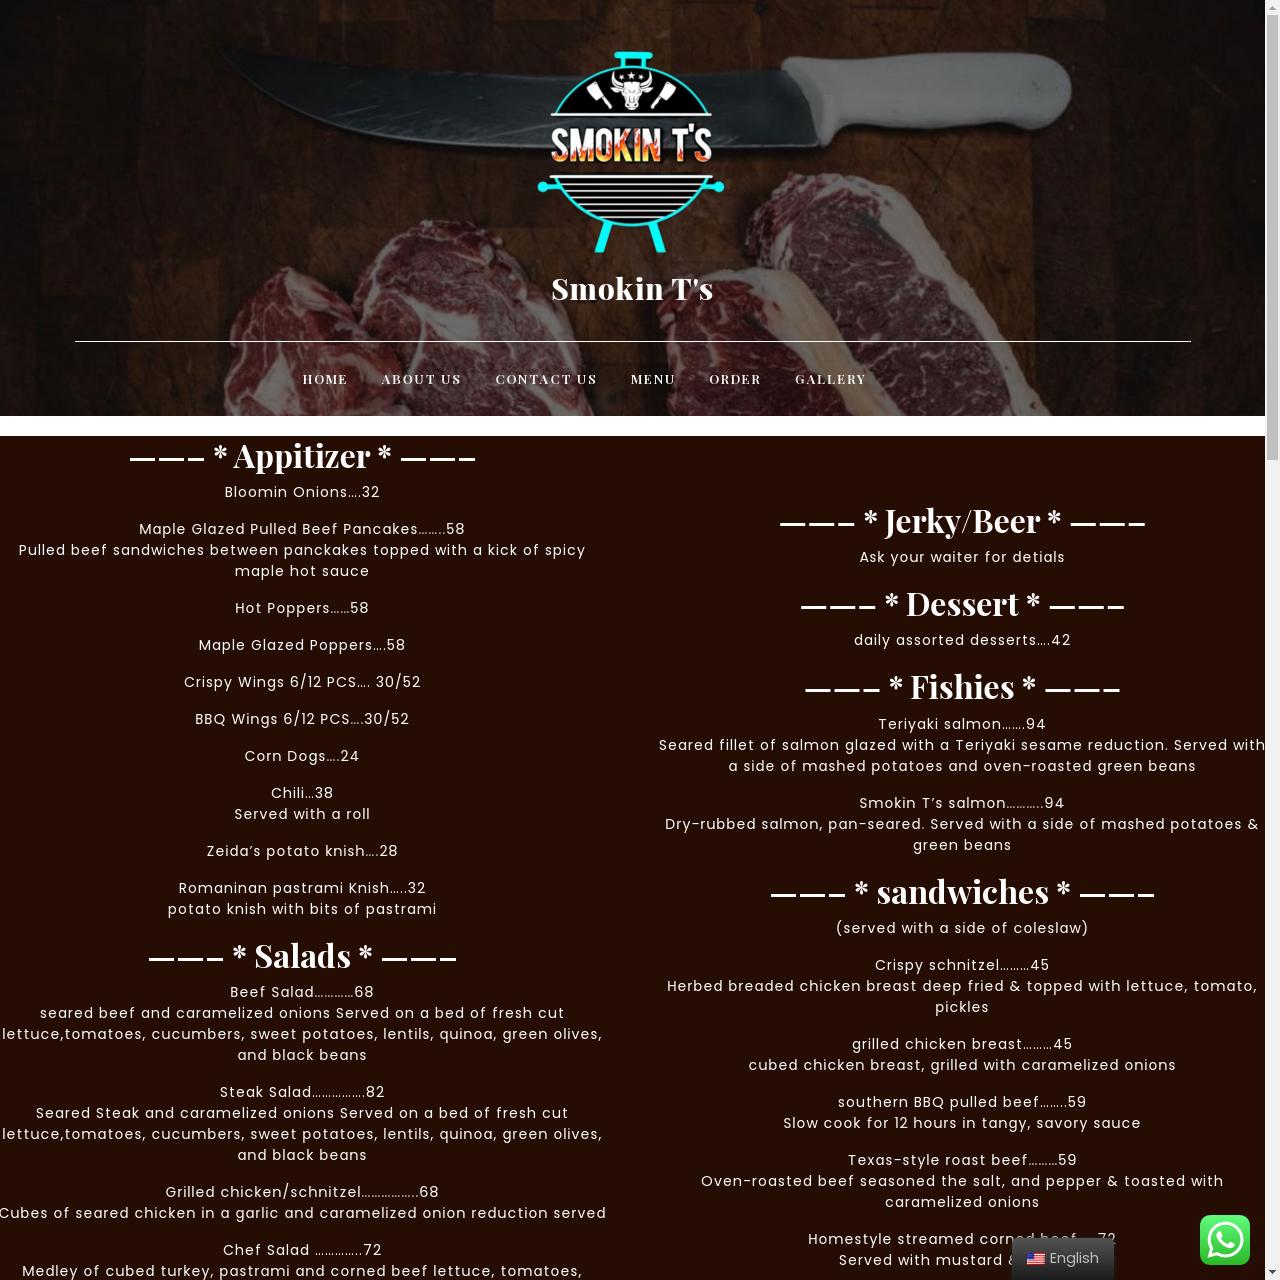 SMOKIN T'S
Smokin T's
HOME ABOUT US CONTACT US MENU ORDER GALLERY
——– * Appitizer * ——–
Bloomin Onions….32
Maple Glazed Pulled Beef Pancakes……..58
Pulled beef sandwiches between panckakes topped with a kick of spicy
maple hot sauce
Hot Poppers……58
Maple Glazed Poppers….58
Crispy Wings 6/12 PCS…. 30/52
BBQ Wings 6/12 PCS….30/52
Corn Dogs….24
Chili…38
Served with a roll
Zeida’s potato knish….28
Romaninan pastrami Knish…..32
potato knish with bits of pastrami
——– * Salads * ——–
Beef Salad…………68
seared beef and caramelized onions Served on a bed of fresh cut
lettuce,tomatoes, cucumbers, sweet potatoes, lentils, quinoa, green olives,
and black beans
Steak Salad…………….82
Seared Steak and caramelized onions Served on a bed of fresh cut
lettuce,tomatoes, cucumbers, sweet potatoes, lentils, quinoa, green olives,
and black beans
Grilled chicken/schnitzel……………..68
Cubes of seared chicken in a garlic and caramelized onion reduction served
Chef Salad …………..72
Medley of cubed turkey, pastrami and corned beef lettuce, tomatoes,
——– * Jerky/Beer * ——–
Ask your waiter for detials
——– * Dessert * ——–
daily assorted desserts….42
——– * Fishies * ——–
Teriyaki salmon…….94
Seared fillet of salmon glazed with a Teriyaki sesame reduction. Served with
a side of mashed potatoes and oven-roasted green beans
Smokin T’s salmon………..94
Dry-rubbed salmon, pan-seared. Served with a side of mashed potatoes &
green beans
——– * sandwiches * ——–
(served with a side of coleslaw)
Crispy schnitzel………45
Herbed breaded chicken breast deep fried & topped with lettuce, tomato,
pickles
grilled chicken breast………45
cubed chicken breast, grilled with caramelized onions
southern BBQ pulled beef……..59
Slow cook for 12 hours in tangy, savory sauce
Texas-style roast beef………59
Oven-roasted beef seasoned the salt, and pepper & toasted with
caramelized onions
Homestyle streamed corned beef……72
Served with mustard &
English